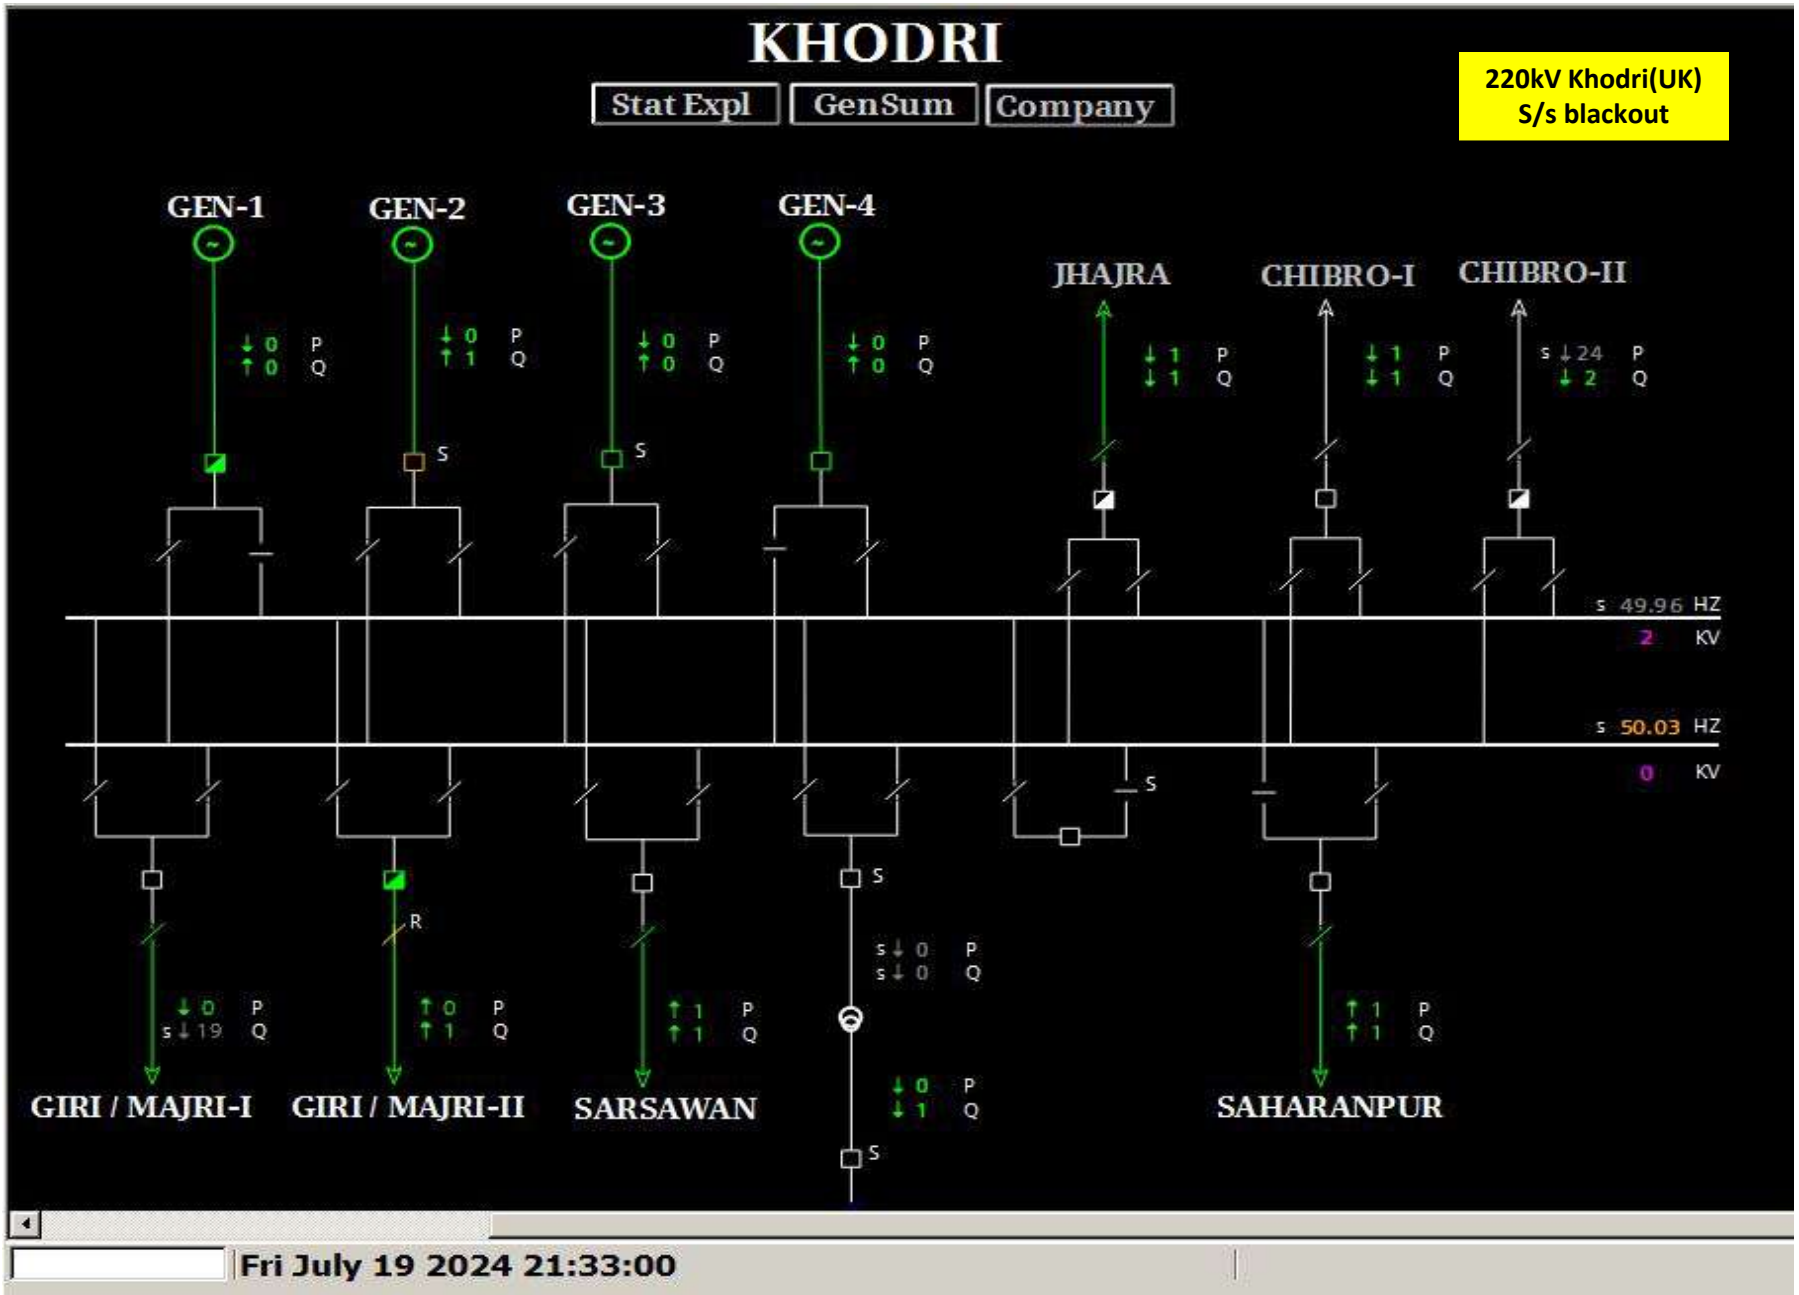 KHODRI
Stat Expl GenSum Company
220kV Khodri(UK)
S/s blackout
GEN-1 GEN-2 GEN-3 GEN-4
JHAJRA CHIBRO-I CHIBRO-II
↓ 0 P
↑ 0 Q
↓ 0 P
↑ 1 Q
↓ 0 P
↑ 0 Q
↓ 0 P
↑ 0 Q
↓ 1 P
↓ 1 Q
↓ 1 P
↓ 1 Q
s ↓ 24 P
↓ 2 Q
S
S
s 49.96 HZ
2 KV
s 50.03 HZ
0 KV
S
S
R
s ↓ 0 P
s ↓ 0 Q
↓ 0 P
s ↓ 19 Q
↑ 0 P
↑ 1 Q
↑ 1 P
↑ 1 Q
↑ 1 P
↑ 1 Q
↓ 0 P
↓ 1 Q
GIRI / MAJRI-I GIRI / MAJRI-II SARSAWAN SAHARANPUR
S
Fri July 19 2024 21:33:00